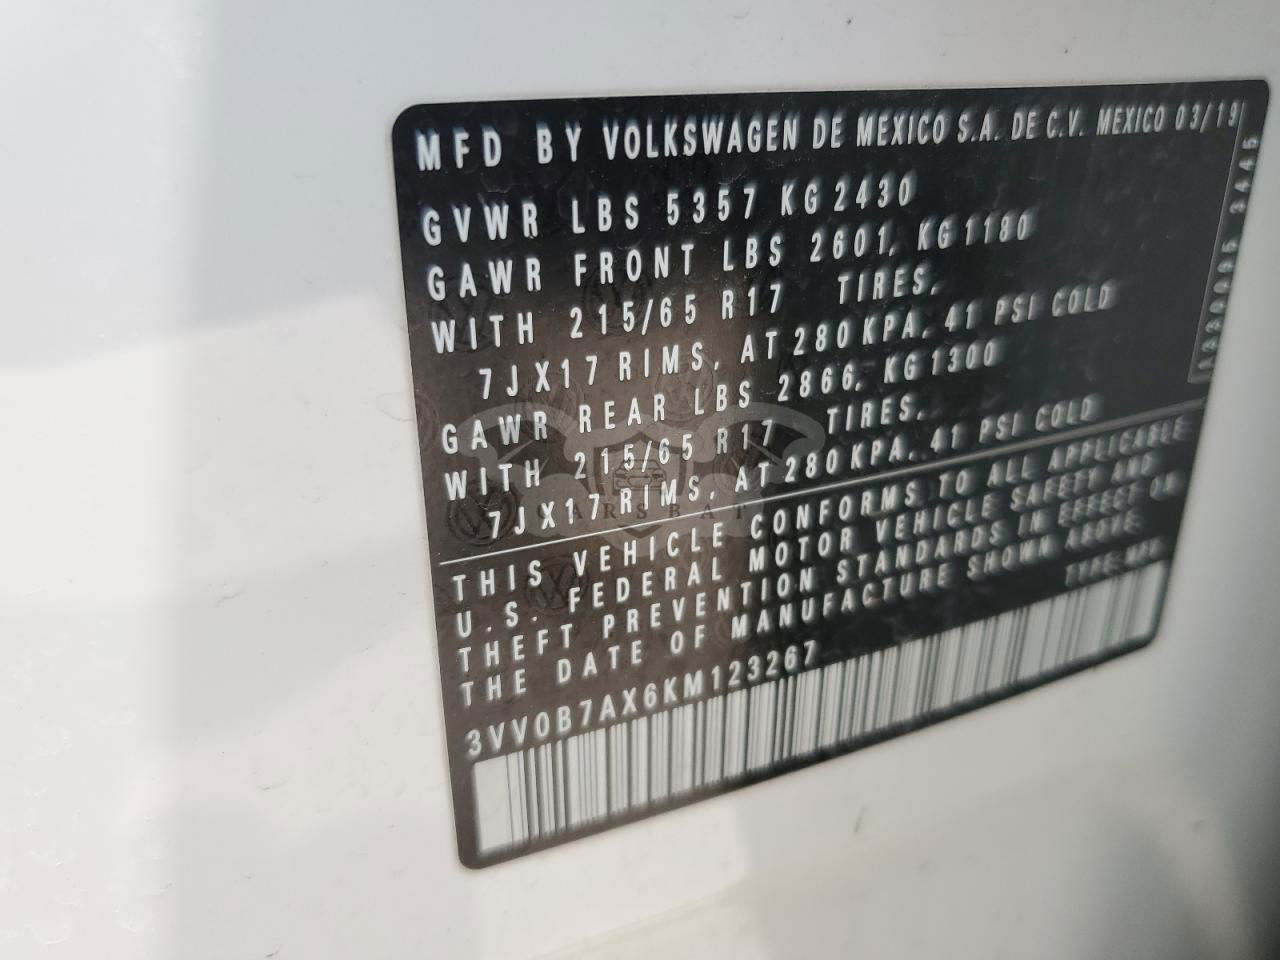 MFD BY VOLKSWAGEN DE MEXICO S.A. DE C.V. MEXICO 03/19
GVWR LBS 5357 KG 2430
GAWR FRONT LBS 2601, KG 1180
WITH 215/65 R17 TIRES,
7JX17 RIMS, AT 280 KPA, 41 PSI COLD
GAWR REAR LBS 2866, KG 1300
WITH 215/65 R17 TIRES,
7JX17 RIMS, AT 280 KPA, 41 PSI COLD
THIS VEHICLE CONFORMS TO ALL APPLICABLE
U.S. FEDERAL MOTOR VEHICLE SAFETY AND
THEFT PREVENTION STANDARDS IN EFFECT ON
THE DATE OF MANUFACTURE SHOWN ABOVE.
TYPE: MPV
3VV0B7AX6KM123267
3445
CARSBAT